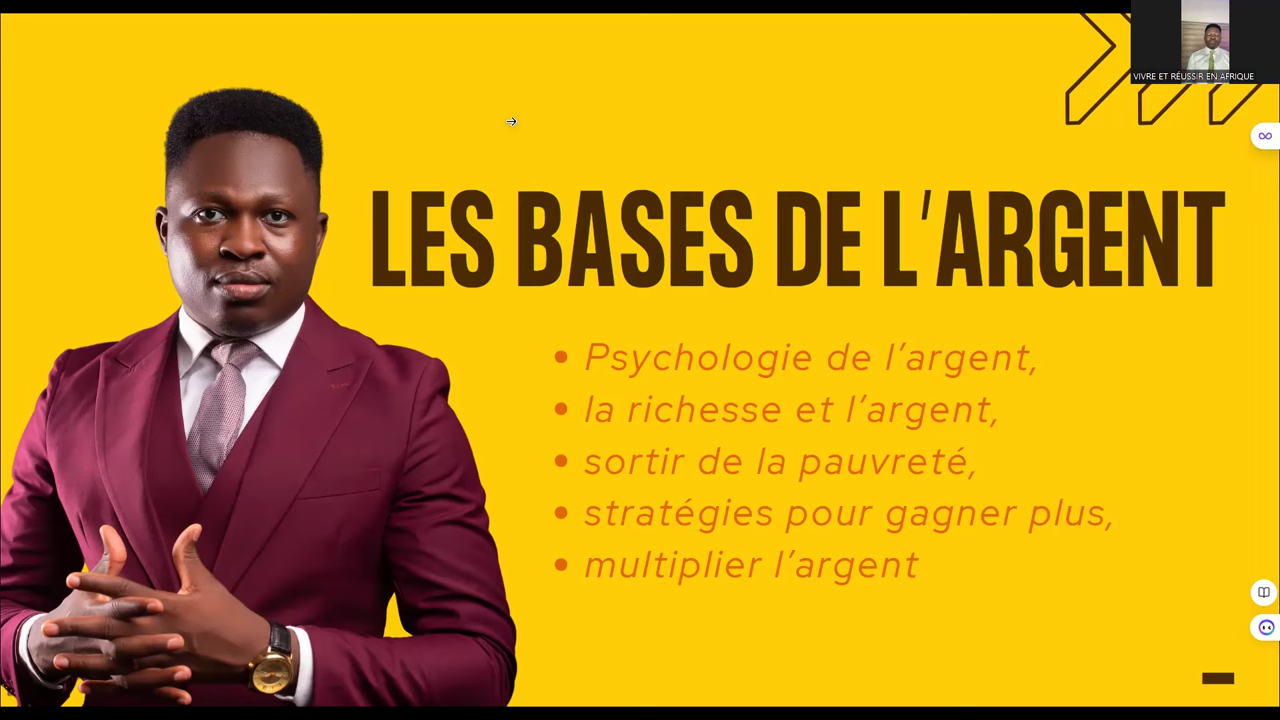 VIVRE ET RÉUSSIR EN AFRIQUE
LES BASES DE L'ARGENT
• Psychologie de l'argent,
• la richesse et l'argent,
• sortir de la pauvreté,
• stratégies pour gagner plus,
• multiplier l'argent